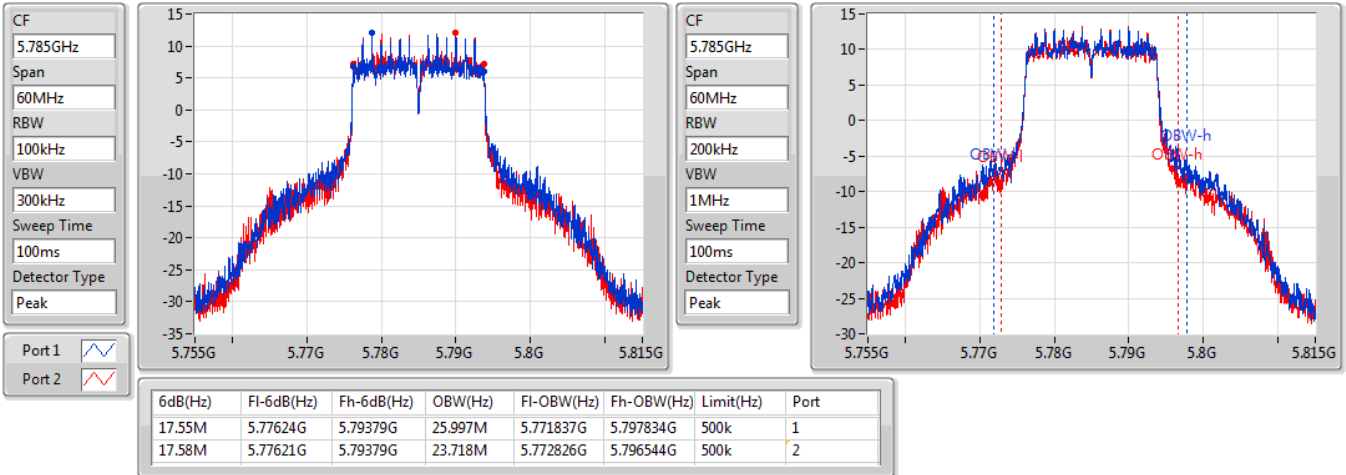 CF
5.785GHz
Span
60MHz
RBW
100kHz
VBW
300kHz
Sweep Time
100ms
Detector Type
Peak
Port 1
Port 2
15
10
5
0
-5
-10
-15
-20
-25
-30
-35
5.755G 5.77G 5.78G 5.79G 5.8G 5.815G
CF
5.785GHz
Span
60MHz
RBW
200kHz
VBW
1MHz
Sweep Time
100ms
Detector Type
Peak
15
10
5
0
-5
-10
-15
-20
-25
-30
OBW-h
OBW-h
5.755G 5.77G 5.78G 5.79G 5.8G 5.815G
6dB(Hz) Fl-6dB(Hz) Fh-6dB(Hz) OBW(Hz) Fl-OBW(Hz) Fh-OBW(Hz) Limit(Hz) Port
17.55M 5.77624G 5.79379G 25.997M 5.771837G 5.797834G 500k 1
17.58M 5.77621G 5.79379G 23.718M 5.772826G 5.796544G 500k 2